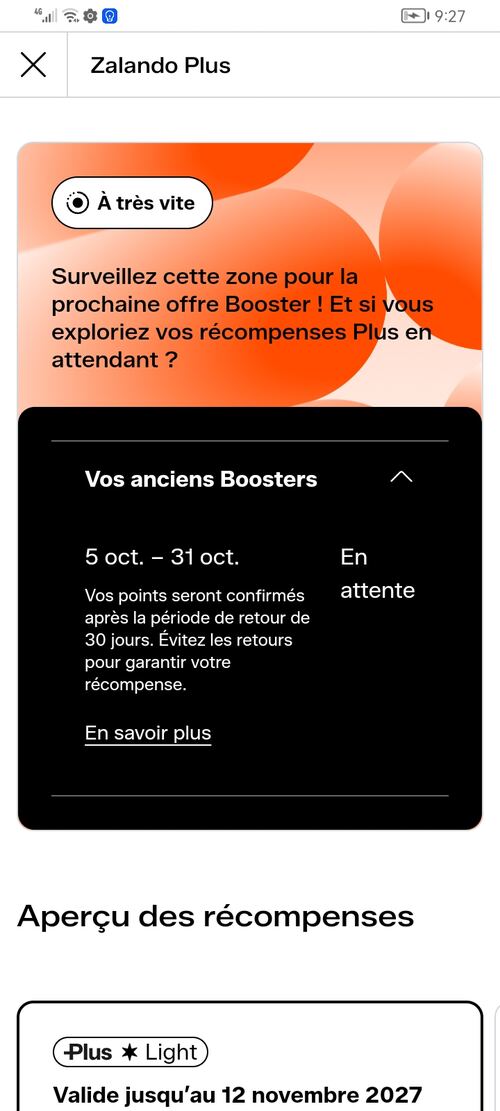 4G
9:27
Zalando Plus
À très vite
Surveillez cette zone pour la
prochaine offre Booster ! Et si vous
exploriez vos récompenses Plus en
attendant ?
Vos anciens Boosters
5 oct. – 31 oct.
En
attente
Vos points seront confirmés
après la période de retour de
30 jours. Évitez les retours
pour garantir votre
récompense.
En savoir plus
Aperçu des récompenses
Plus ✶ Light
Valide jusqu’au 12 novembre 2027